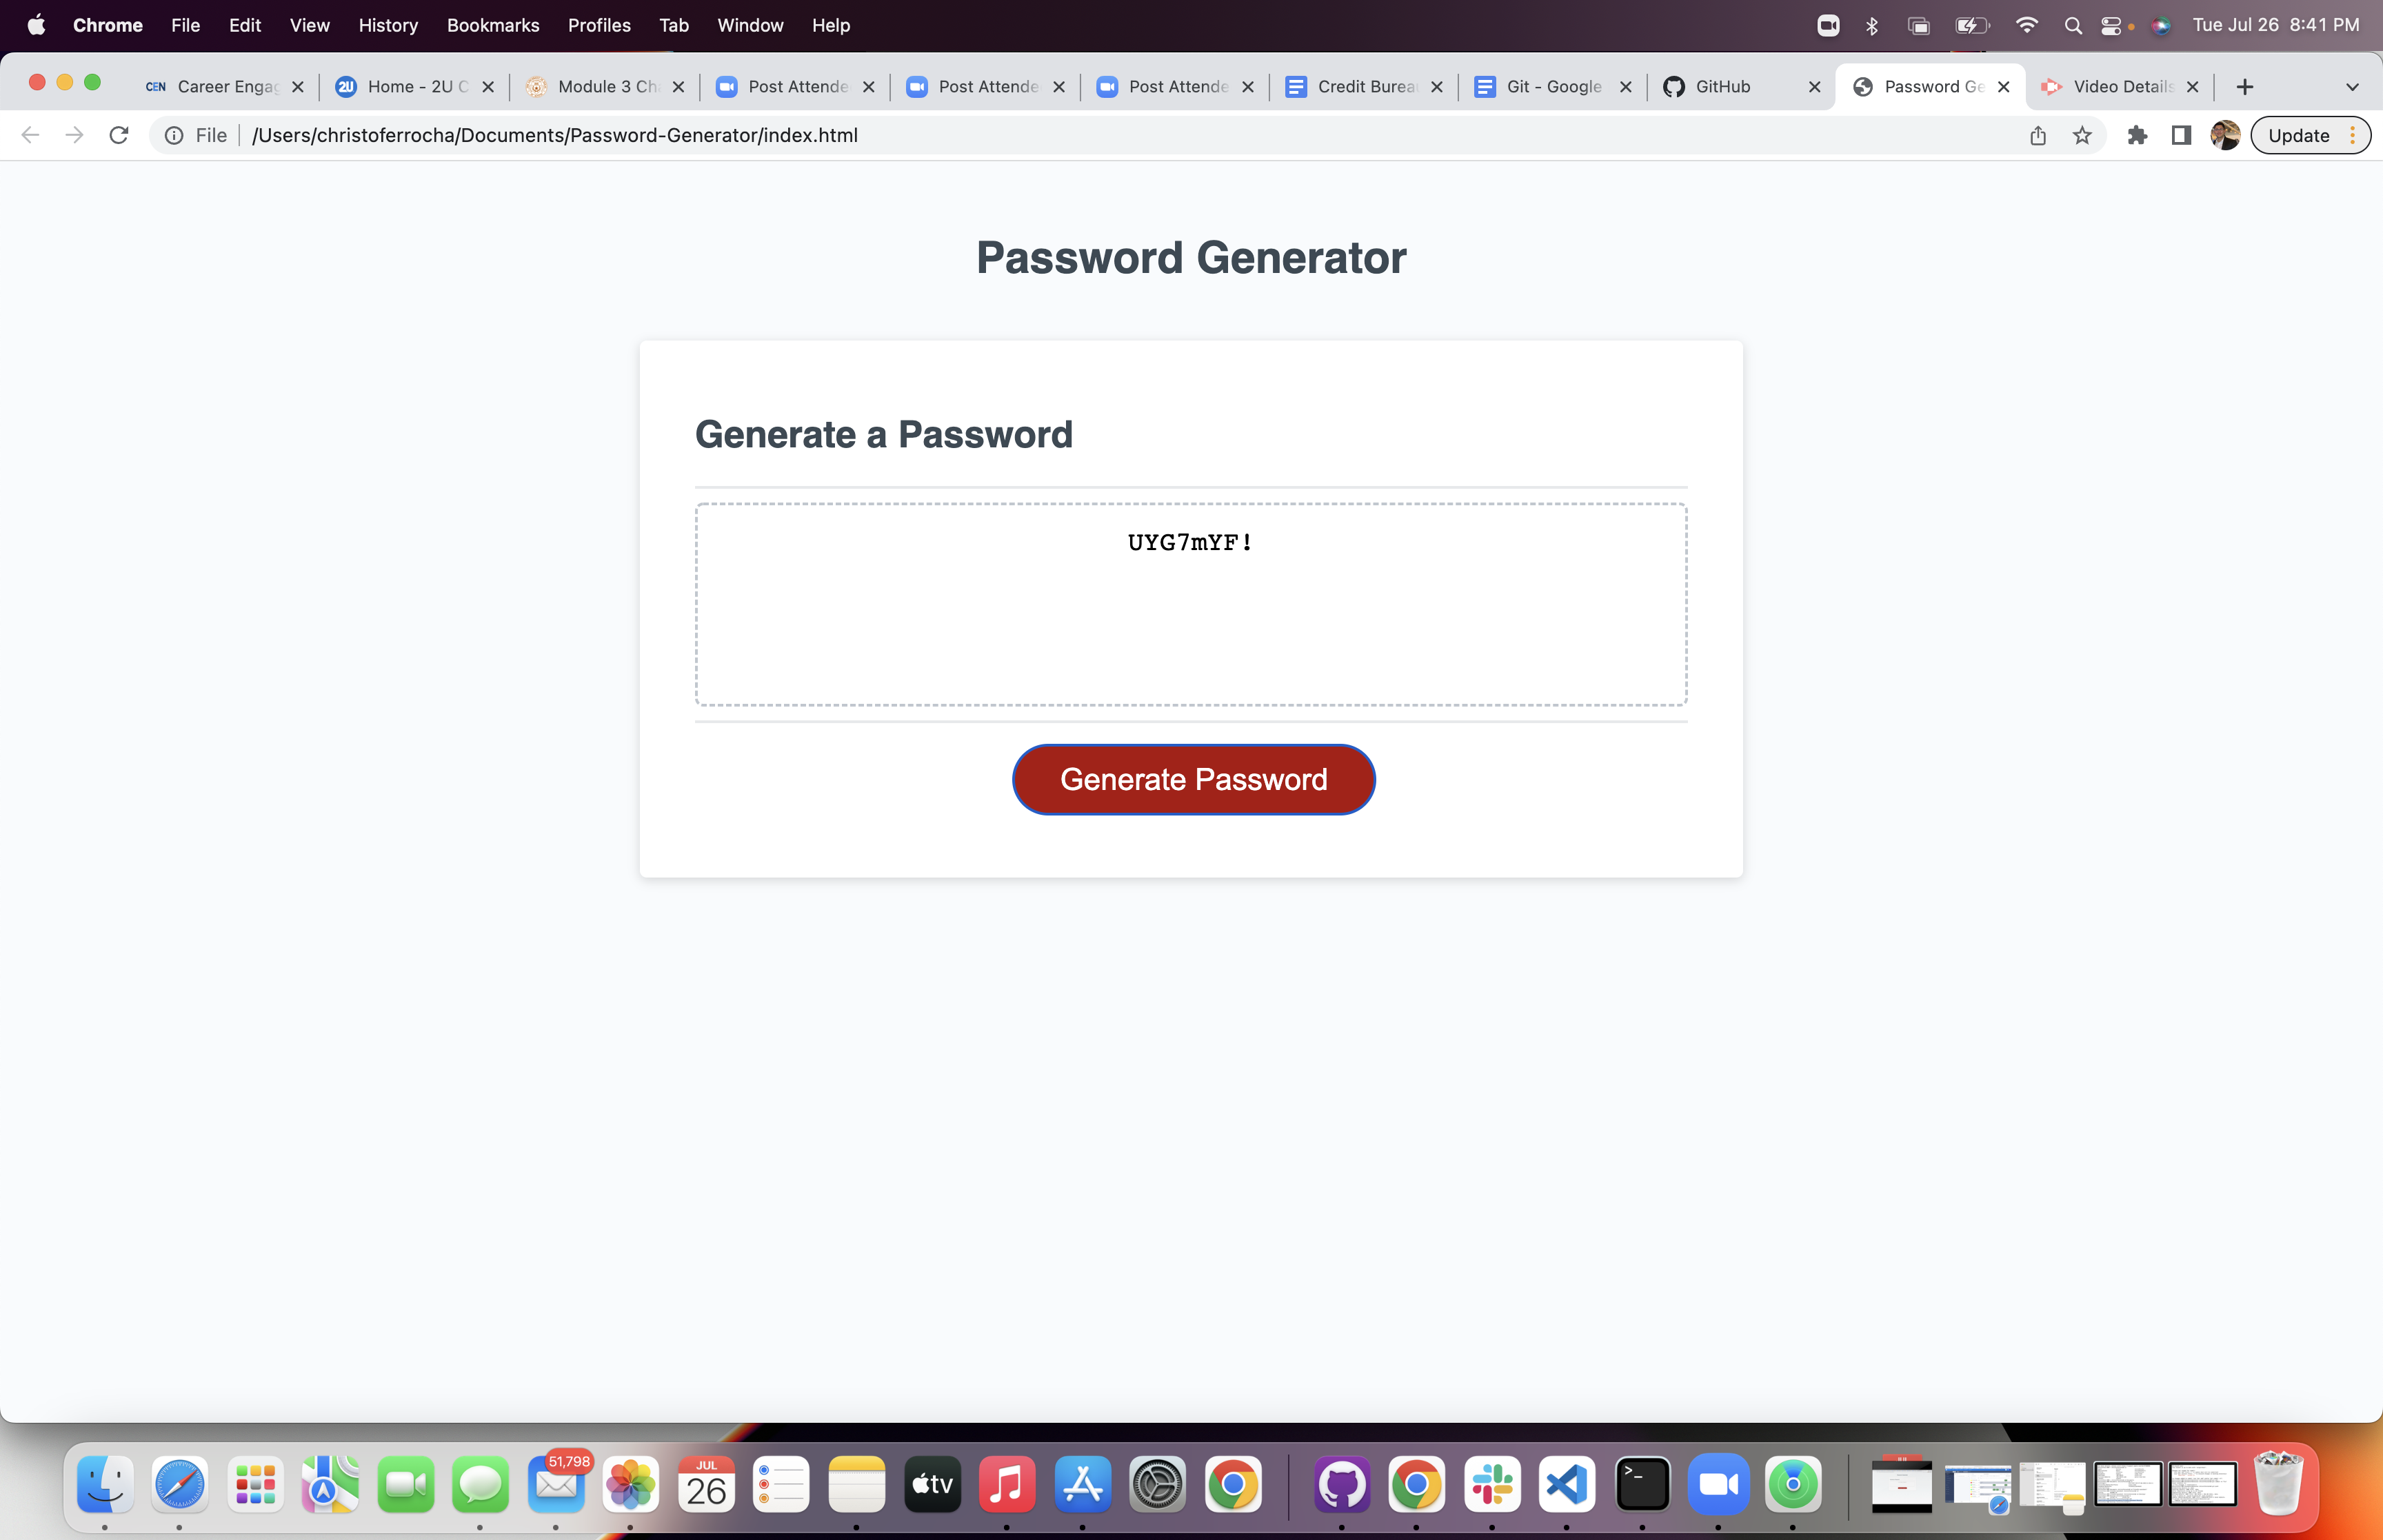 Chrome File Edit View History Bookmarks Profiles Tab Window Help Tue Jul 26 8:41 PM
CEN Career Engag 2U Home - 2U C Module 3 Ch Post Attende Post Attende Post Attende Credit Burea Git - Google GitHub Password Ge Video Details
File /Users/christoferrocha/Documents/Password-Generator/index.html Update
Password Generator
Generate a Password
UYG7mYF!
Generate Password
51,798
JUL
26
tv
>_